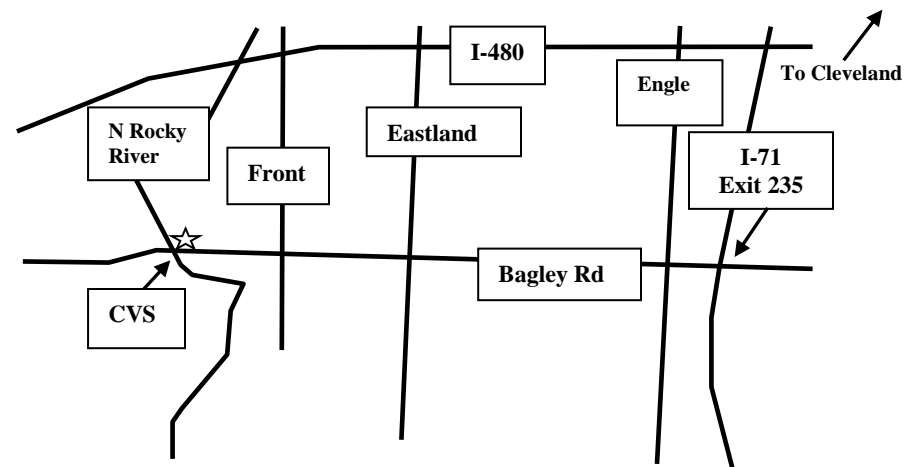 I-480
To Cleveland
Engle
N Rocky
River
Eastland
I-71
Exit 235
Front
Bagley Rd
CVS